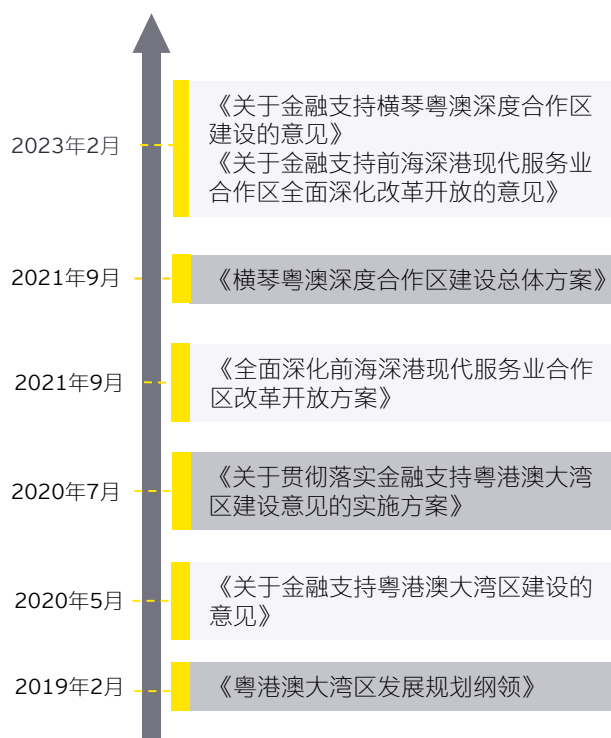 2023年2月
《关于金融支持横琴粤澳深度合作区
建设的意见》
《关于金融支持前海深港现代服务业
合作区全面深化改革开放的意见》
2021年9月
《横琴粤澳深度合作区建设总体方案》
2021年9月
《全面深化前海深港现代服务业合作
区改革开放方案》
2020年7月
《关于贯彻落实金融支持粤港澳大湾
区建设意见的实施方案》
2020年5月
《关于金融支持粤港澳大湾区建设的
意见》
2019年2月
《粤港澳大湾区发展规划纲领》